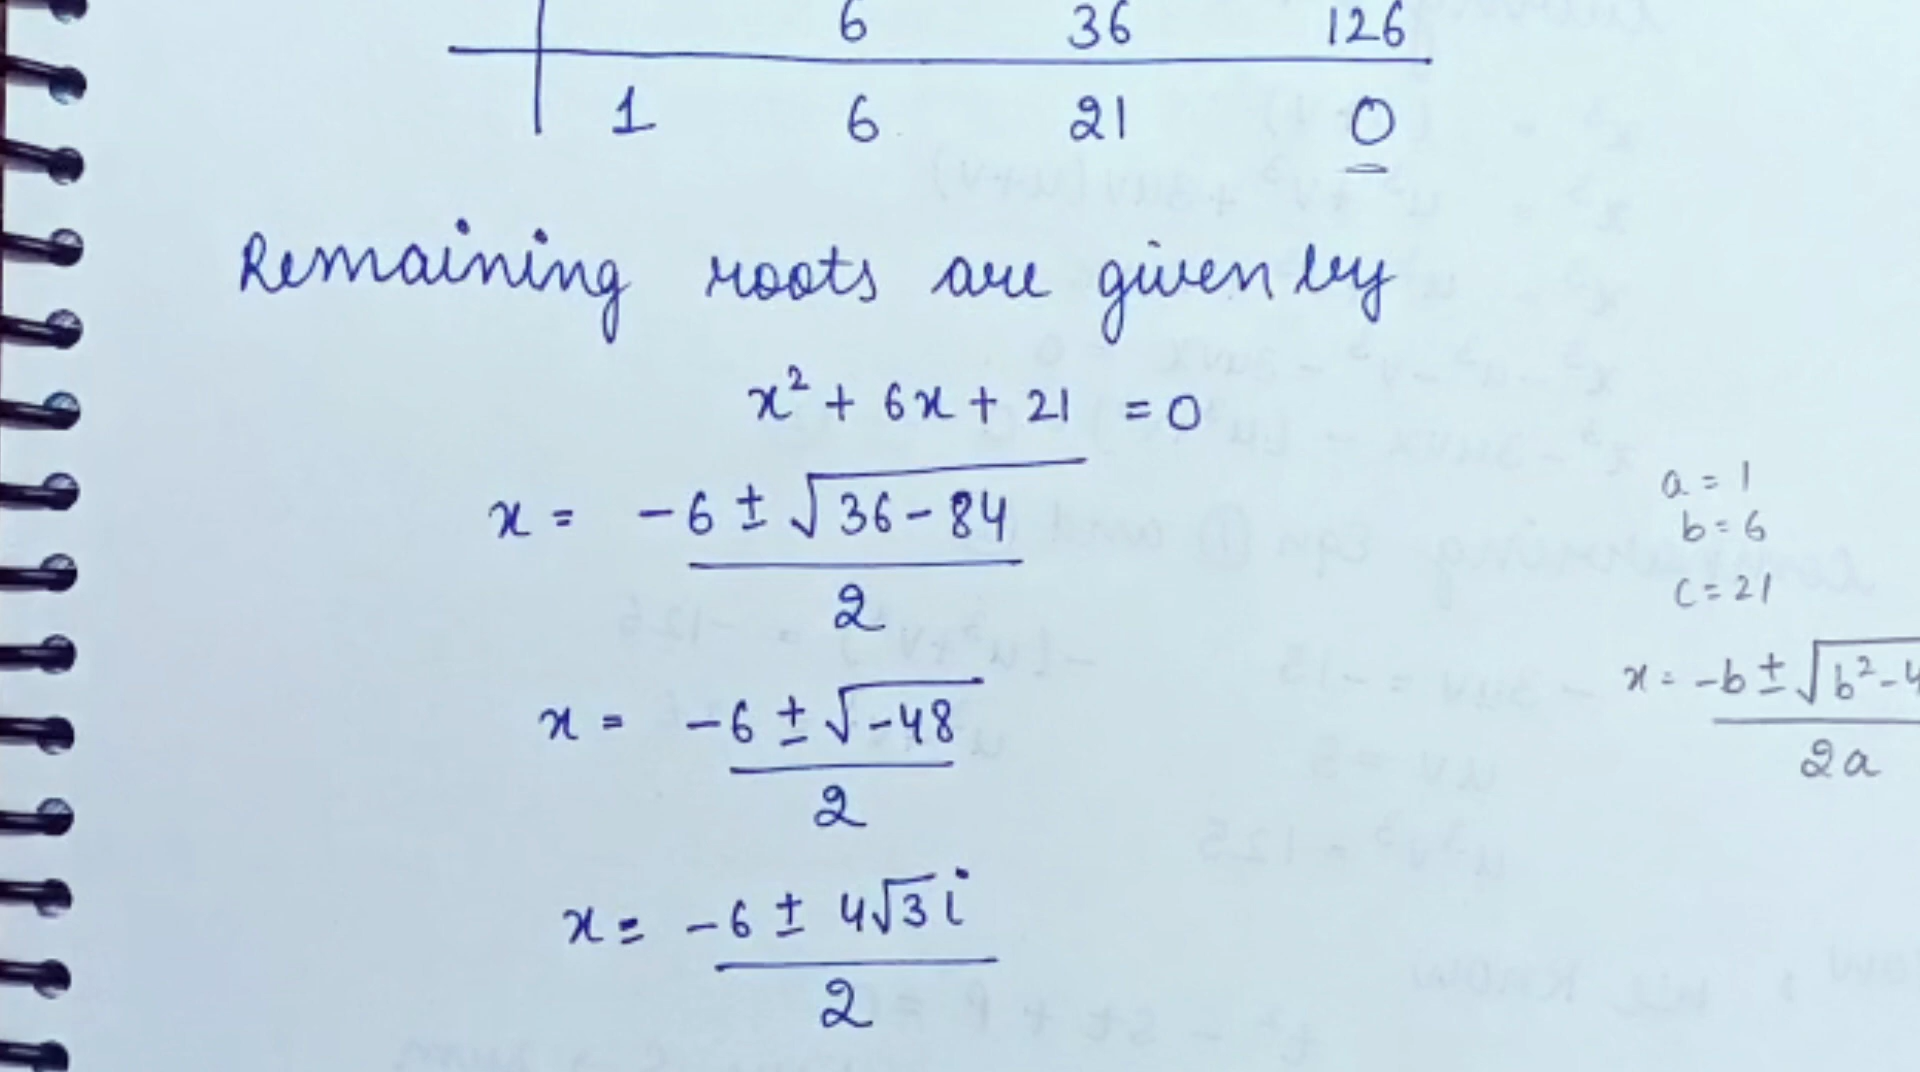 6 36 126
1 6 21 0
Remaining roots are given by
x² + 6x + 21 = 0
x = -6 ± √36-84
2
x = -6 ± √-48
2
x = -6 ± 4√3 i
2
a = 1
b = 6
c = 21
x = -b ± √b²-4
2a